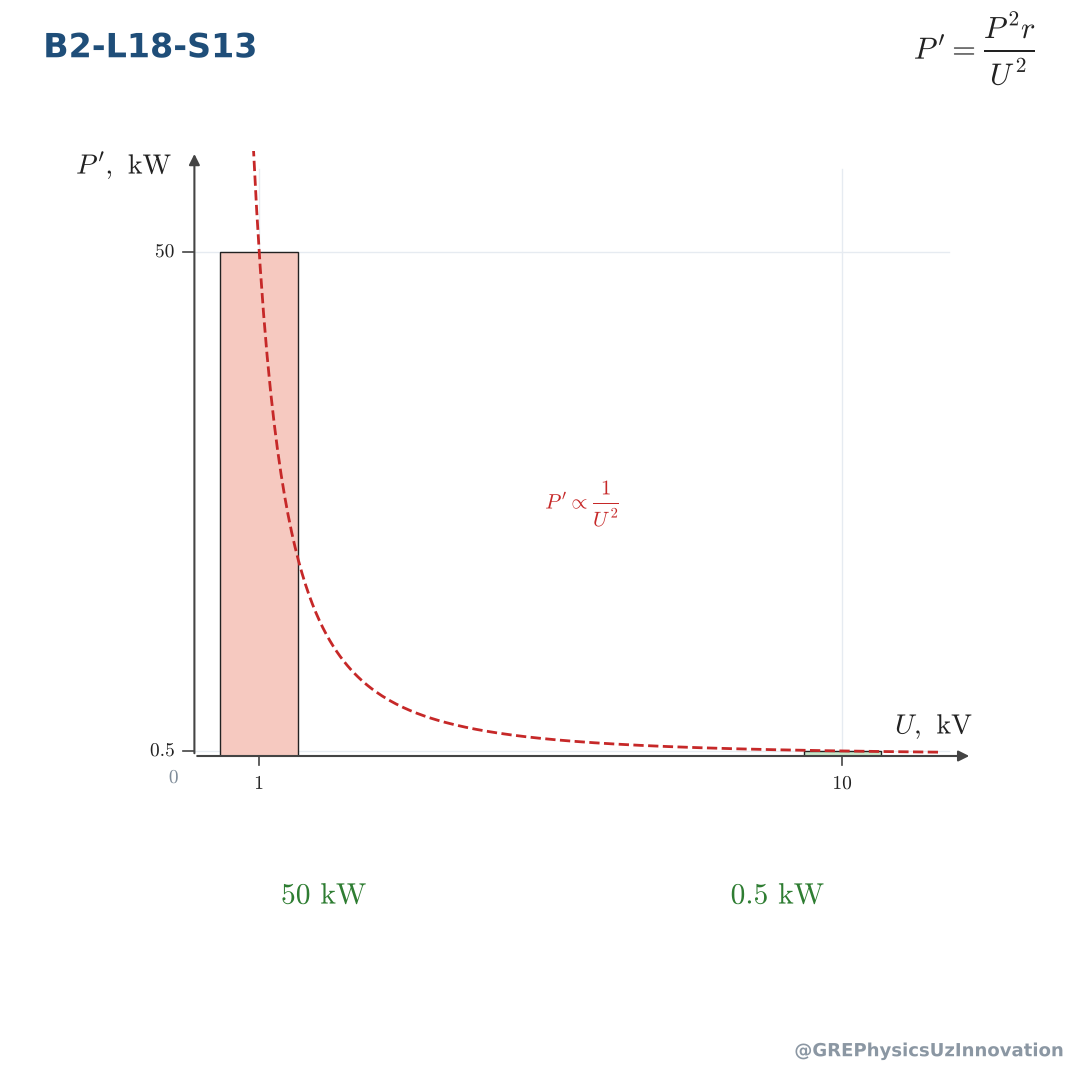 B2-L18-S13
P′ = P²r / U²
P′, kW
50
P′ ∝ 1 / U²
U, kV
0.5
0
1
10
50 kW
0.5 kW
@GREPhysicsUzInnovation